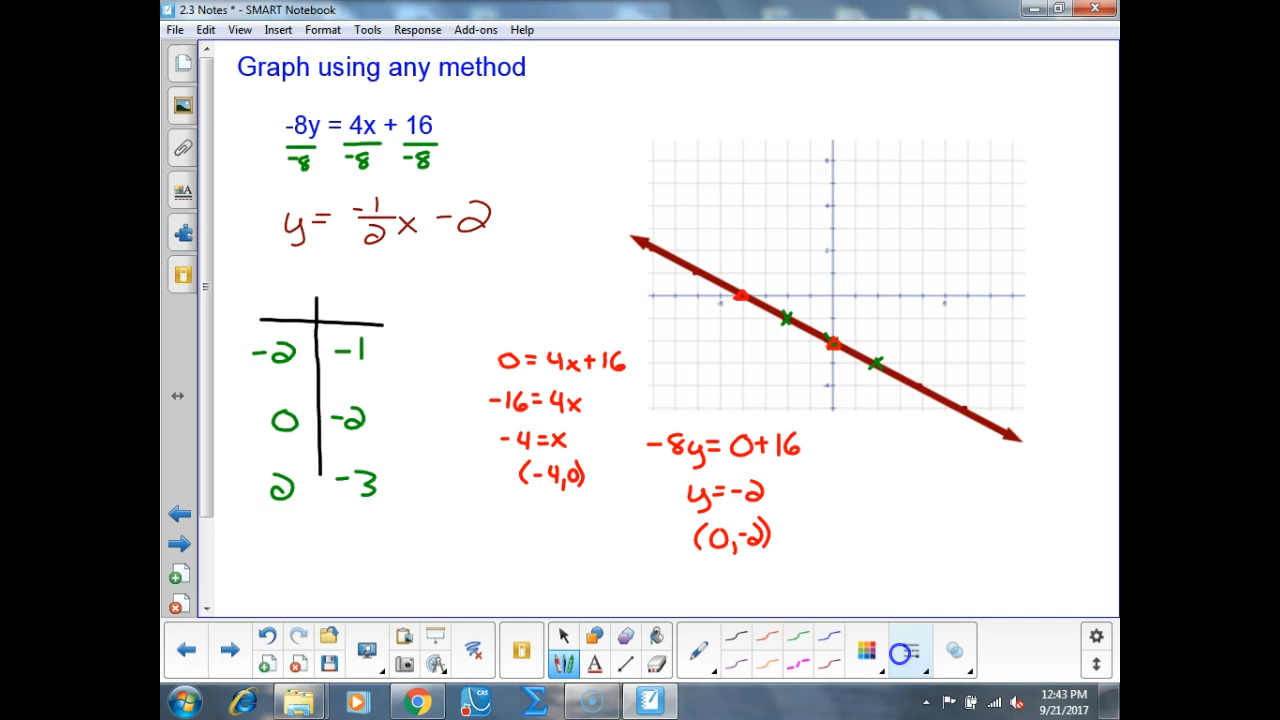 2.3 Notes * - SMART Notebook
File Edit View Insert Format Tools Response Add-ons Help
Graph using any method
-8y = 4x + 16
-8 -8 -8
y = -1/2 x - 2
-2 -1
0 -2
2 -3
0 = 4x + 16
-16 = 4x
-4 = x
(-4,0)
-8y = 0 + 16
y = -2
(0,-2)
12:43 PM
9/21/2017